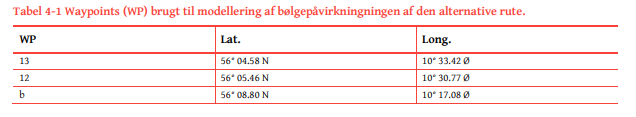 Tabel 4-1 Waypoints (WP) brugt til modellering af bølgepåvirkningningen af den alternative rute.
WP Lat. Long.
13 56° 04.58 N 10° 33.42 Ø
12 56° 05.46 N 10° 30.77 Ø
b 56° 08.80 N 10° 17.08 Ø